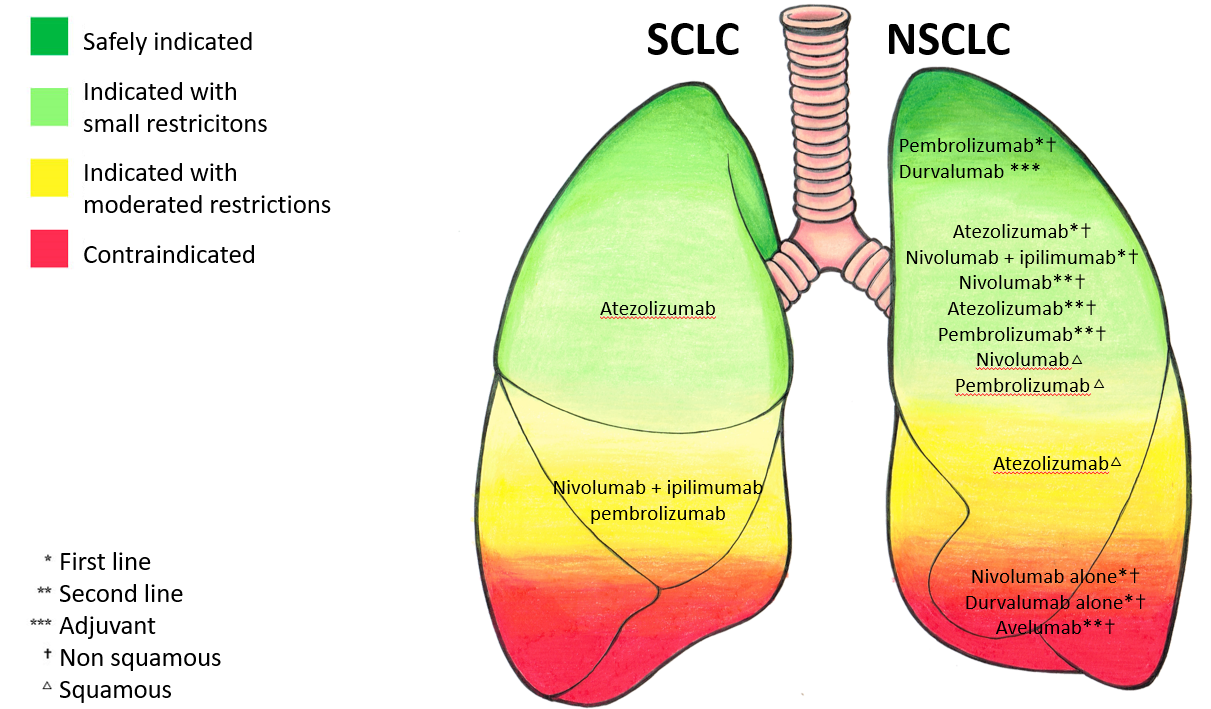 SCLC
NSCLC
Safely indicated
Indicated with
small restricitons
Indicated with
moderated restrictions
Contraindicated
Atezolizumab
Nivolumab + ipilimumab
pembrolizumab
Pembrolizumab*†
Durvalumab ***
Atezolizumab*†
Nivolumab + ipilimumab*†
Nivolumab**†
Atezolizumab**†
Pembrolizumab**†
Nivolumab△
Pembrolizumab△
Atezolizumab△
Nivolumab alone*†
Durvalumab alone*†
Avelumab**†
* First line
** Second line
*** Adjuvant
† Non squamous
△ Squamous